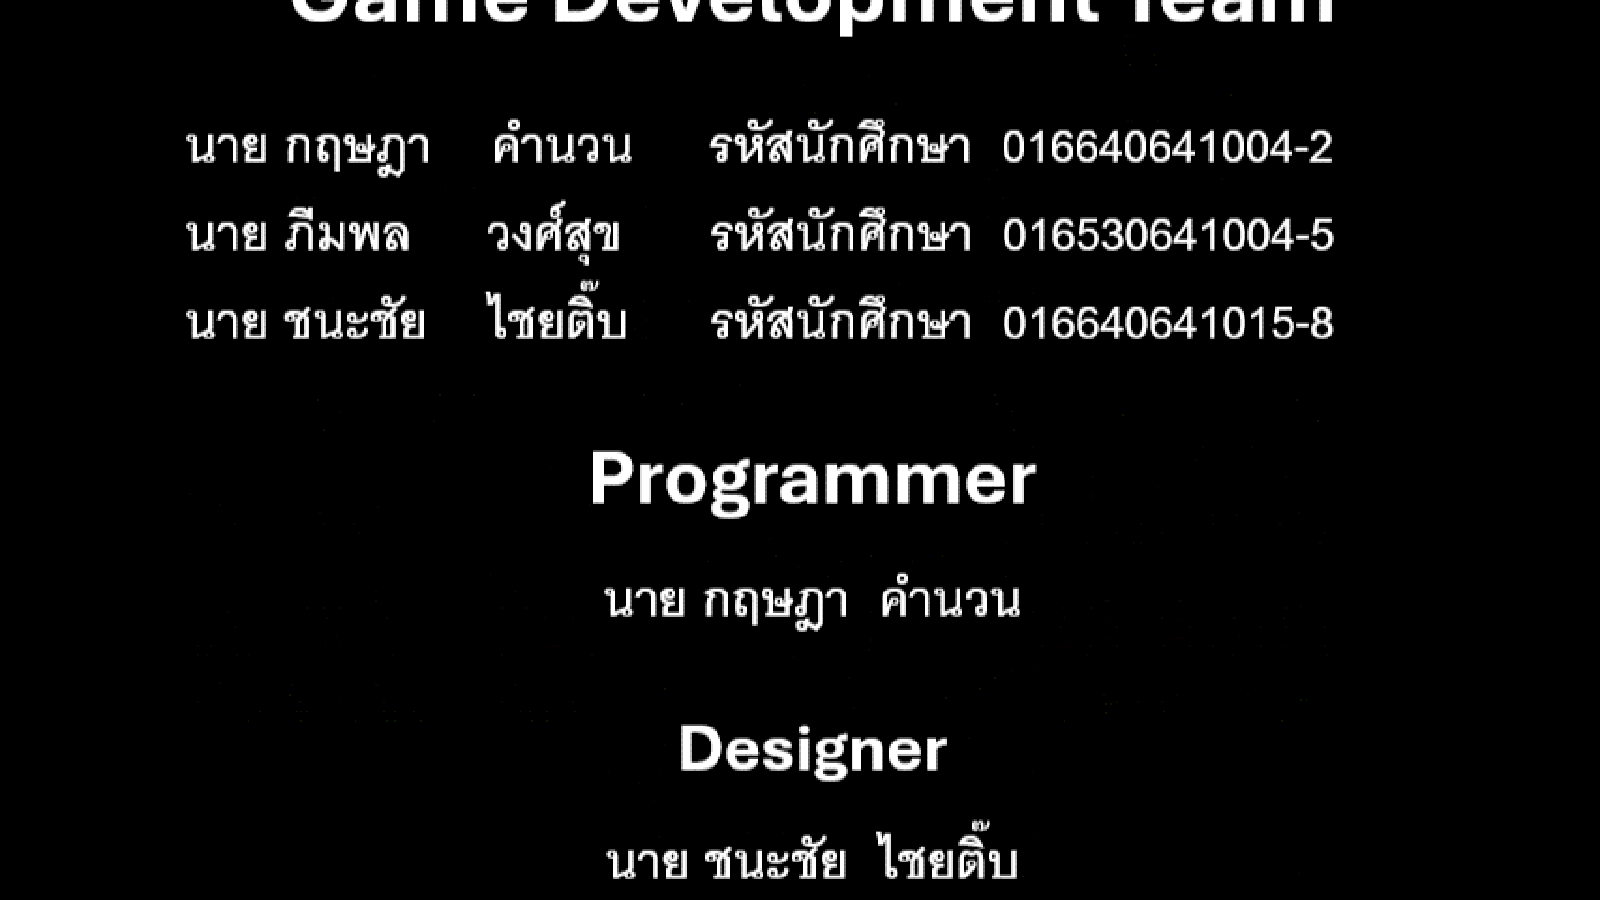 Game Development Team
นาย กฤษฎา คำนวน รหัสนักศึกษา 016640641004-2
นาย ภีมพล วงศ์สุข รหัสนักศึกษา 016530641004-5
นาย ชนะชัย ไชยติ๊บ รหัสนักศึกษา 016640641015-8
Programmer
นาย กฤษฎา คำนวน
Designer
นาย ชนะชัย ไชยติ๊บ